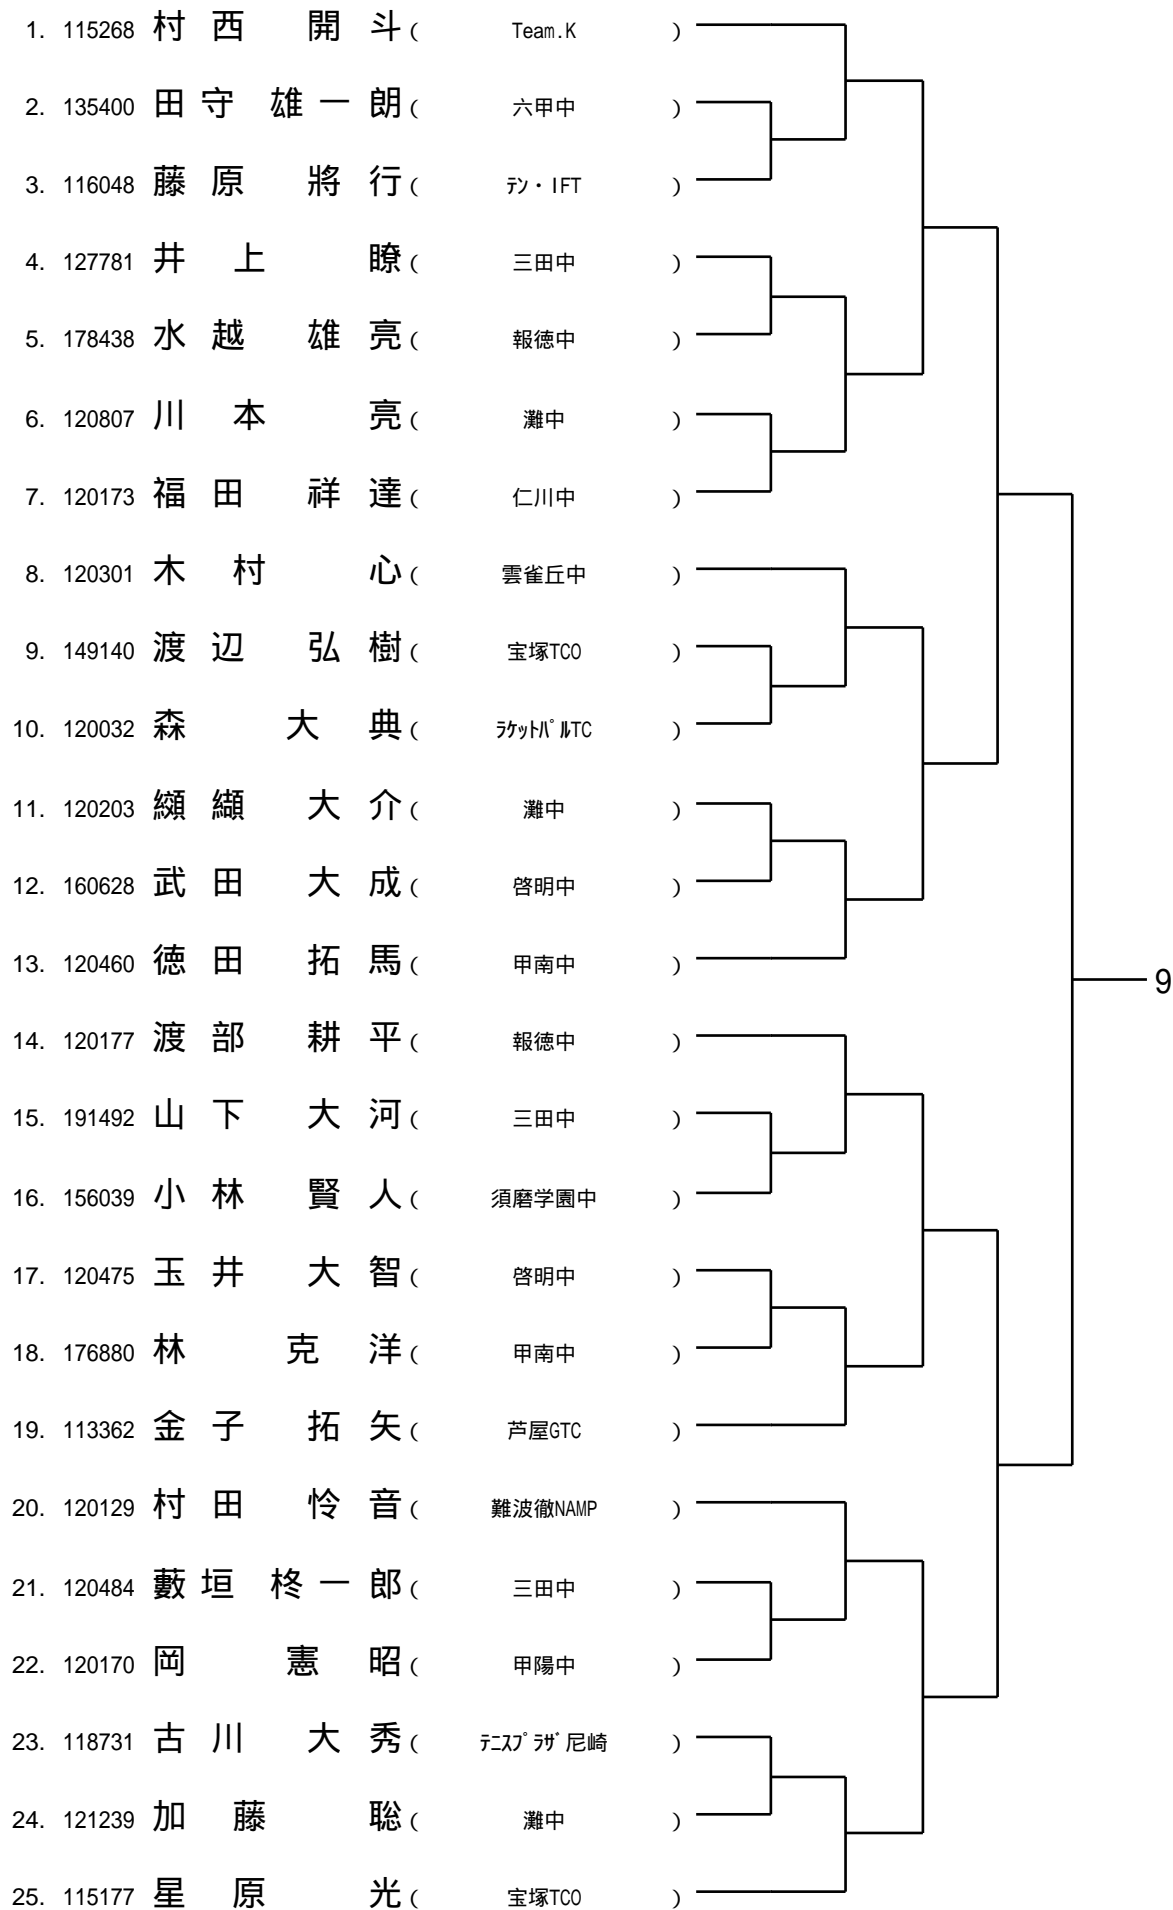 1. 115268 村西 開斗 ( Team.K )
2. 135400 田守 雄一朗 ( 六甲中 )
3. 116048 藤原 將行 ( ﾃﾝ・IFT )
4. 127781 井上 瞭 ( 三田中 )
5. 178438 水越 雄亮 ( 報徳中 )
6. 120807 川本 亮 ( 灘中 )
7. 120173 福田 祥達 ( 仁川中 )
8. 120301 木村 心 ( 雲雀丘中 )
9. 149140 渡辺 弘樹 ( 宝塚TCO )
10. 120032 森 大典 ( ﾗｹｯﾄﾊﾟﾙTC )
11. 120203 纐纈 大介 ( 灘中 )
12. 160628 武田 大成 ( 啓明中 )
13. 120460 徳田 拓馬 ( 甲南中 )
9
14. 120177 渡部 耕平 ( 報徳中 )
15. 191492 山下 大河 ( 三田中 )
16. 156039 小林 賢人 ( 須磨学園中 )
17. 120475 玉井 大智 ( 啓明中 )
18. 176880 林 克洋 ( 甲南中 )
19. 113362 金子 拓矢 ( 芦屋GTC )
20. 120129 村田 怜音 ( 難波徹NAMP )
21. 120484 藪垣 柊一郎 ( 三田中 )
22. 120170 岡 憲昭 ( 甲陽中 )
23. 118731 古川 大秀 ( ﾃﾆｽﾌﾟﾗｻﾞ尼崎 )
24. 121239 加藤 聡 ( 灘中 )
25. 115177 星原 光 ( 宝塚TCO )